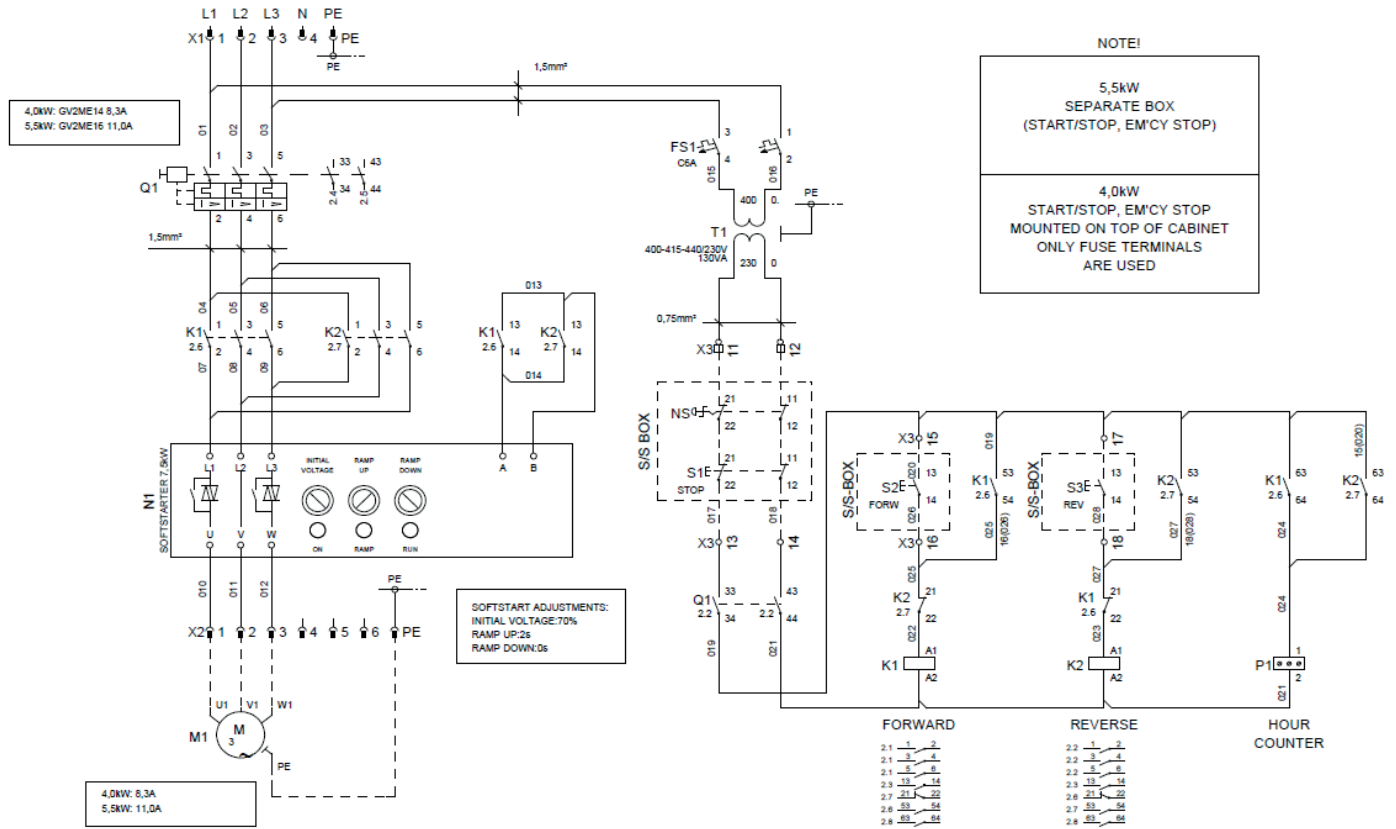 L1 L2 L3 N PE
X1 1 2 3 4 PE
PE
1,5mm²
4,0kW: GV2ME14 8,3A
5,5kW: GV2ME16 11,0A
NOTE!
5,5kW
SEPARATE BOX
(START/STOP, EM'CY STOP)
4,0kW
START/STOP, EM'CY STOP
MOUNTED ON TOP OF CABINET
ONLY FUSE TERMINALS
ARE USED
01 02 03
Q1
1 3 5 33 43
2 4 6 34 44
2.4 2.5
1,5mm²
FS1
C6A
3 1
4 2
015 016
400 0.
PE
T1
400-415-440/230V
130VA
230 0
0,75mm²
04 05 06
K1
2.6
1 3 5
2 4 6
K2
2.7
1 3 5
2 4 6
07 08 09
013
K1
2.6
13
14
K2
2.7
13
14
014
X3 11 12
S/S BOX
NS
21 11
22 12
S1
STOP
21 11
22 12
017 018
X3 13 14
Q1
2.2
33
34
2.2
43
44
019 021
N1
SOFTSTARTER 7,5kW
L1 L2 L3
INITIAL
VOLTAGE
RAMP
UP
RAMP
DOWN
A B
U V W
ON RAMP RUN
010 011 012
X2 1 2 3 4 5 6 PE
PE
SOFTSTART ADJUSTMENTS:
INITIAL VOLTAGE:70%
RAMP UP:2s
RAMP DOWN:0s
U1 V1 W1
M1
M
3
PE
4,0kW: 8,3A
5,5kW: 11,0A
X3 15
S/S-BOX
020
S2
FORW
13
14
026
X3 16
019
K1
2.6
53
54
025
16(026)
025
K2
2.7
21
22
022
K1
A1
A2
17
S/S-BOX
S3
REV
13
14
028
18
K2
2.7
53
54
027
18(028)
027
K1
2.6
21
22
023
K2
A1
A2
K1
2.6
63
64
024
15(020)
K2
2.7
63
64
024
P1
1
2
021
FORWARD
2.1 1 2
2.1 3 4
2.1 5 6
2.3 13 14
2.7 21 22
2.6 53 54
2.8 63 64
REVERSE
2.2 1 2
2.2 3 4
2.2 5 6
2.3 13 14
2.6 21 22
2.7 53 54
2.8 63 64
HOUR
COUNTER